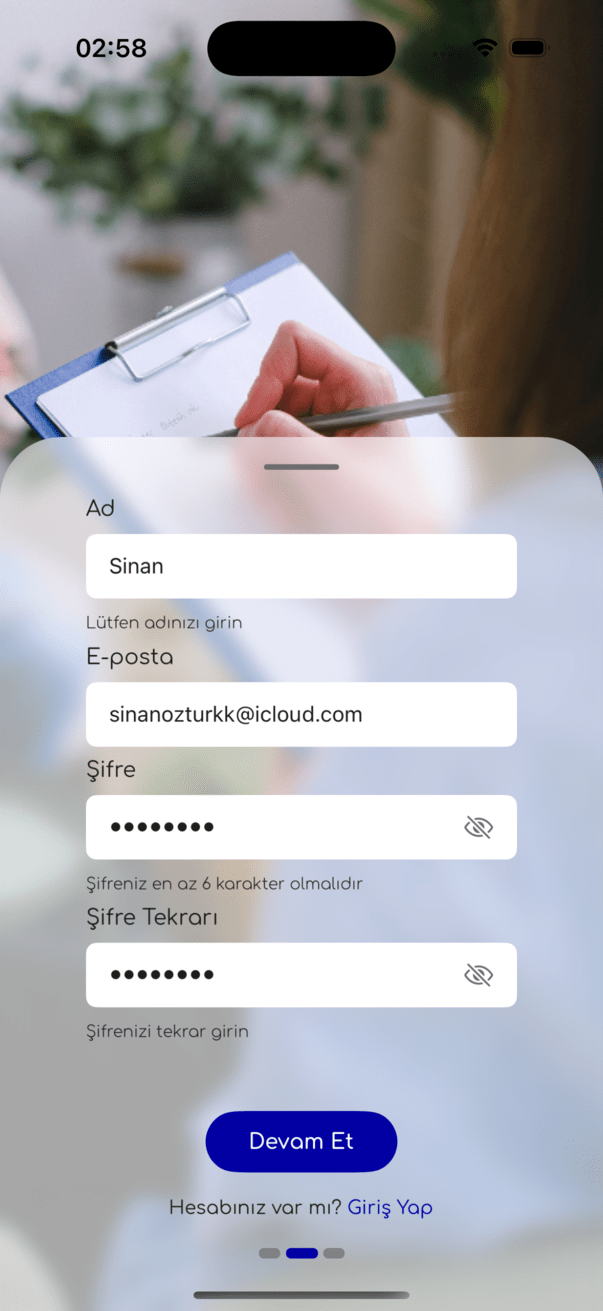 02:58
Ad
Sinan
Lütfen adınızı girin
E-posta
sinanozturkk@icloud.com
Şifre
••••••••
Şifreniz en az 6 karakter olmalıdır
Şifre Tekrarı
••••••••
Şifrenizi tekrar girin
Devam Et
Hesabınız var mı? Giriş Yap